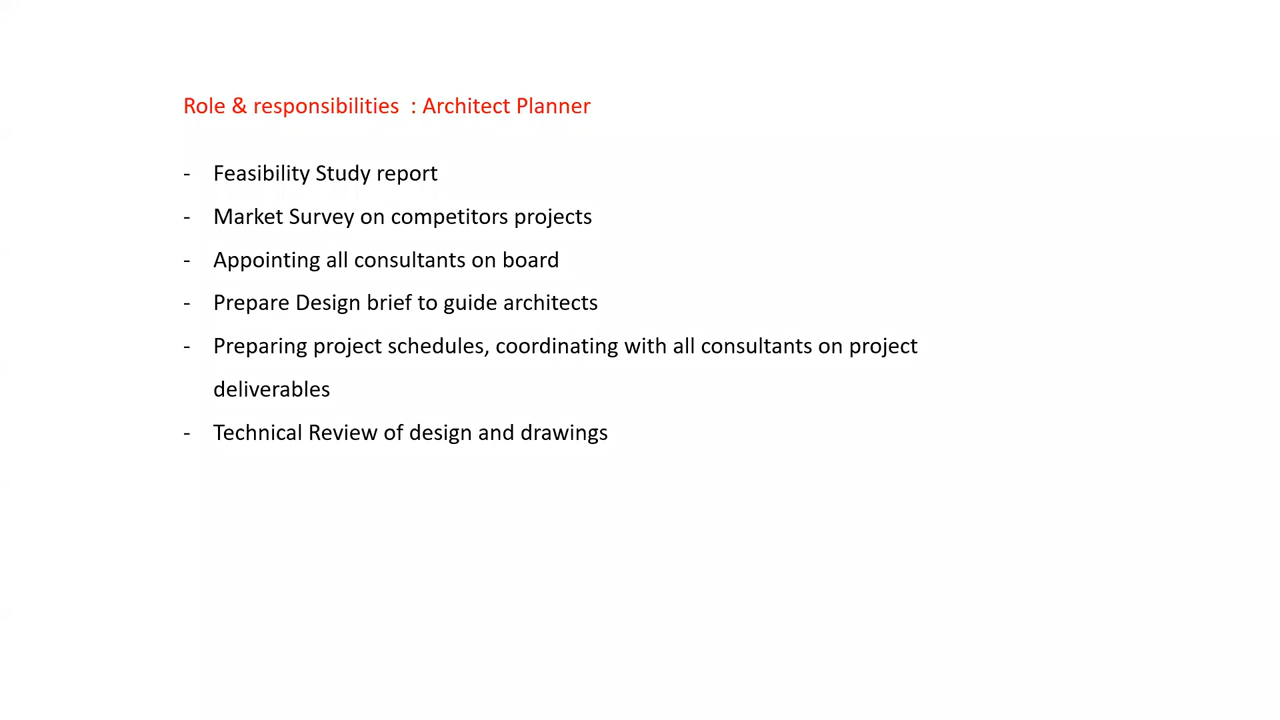 Role & responsibilities  : Architect Planner
- Feasibility Study report
- Market Survey on competitors projects
- Appointing all consultants on board
- Prepare Design brief to guide architects
- Preparing project schedules, coordinating with all consultants on project
deliverables
- Technical Review of design and drawings